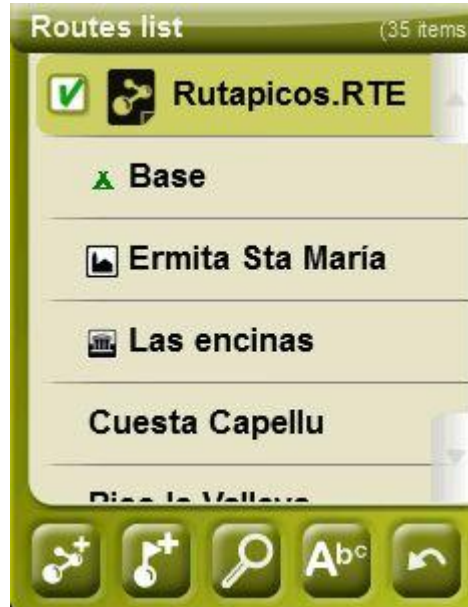 Routes list (35 items
Rutapicos.RTE
Base
Ermita Sta María
Las encinas
Cuesta Capellu
Abc